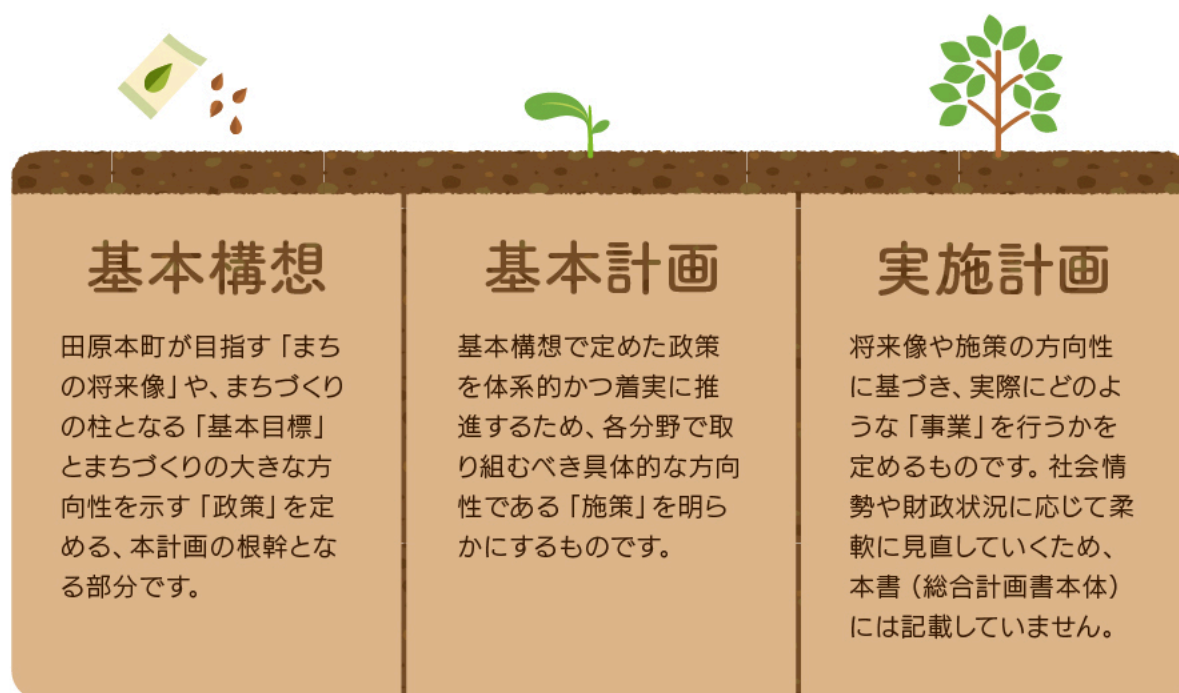 基本構想
田原本町が目指す「まち
の将来像」や、まちづくり
の柱となる「基本目標」
とまちづくりの大きな方
向性を示す「政策」を定
める、本計画の根幹とな
る部分です。
基本計画
基本構想で定めた政策
を体系的かつ着実に推
進するため、各分野で取
り組むべき具体的な方向
性である「施策」を明ら
かにするものです。
実施計画
将来像や施策の方向性
に基づき、実際にどのよ
うな「事業」を行うかを
定めるものです。社会情
勢や財政状況に応じて柔
軟に見直していくため、
本書（総合計画書本体）
には記載していません。